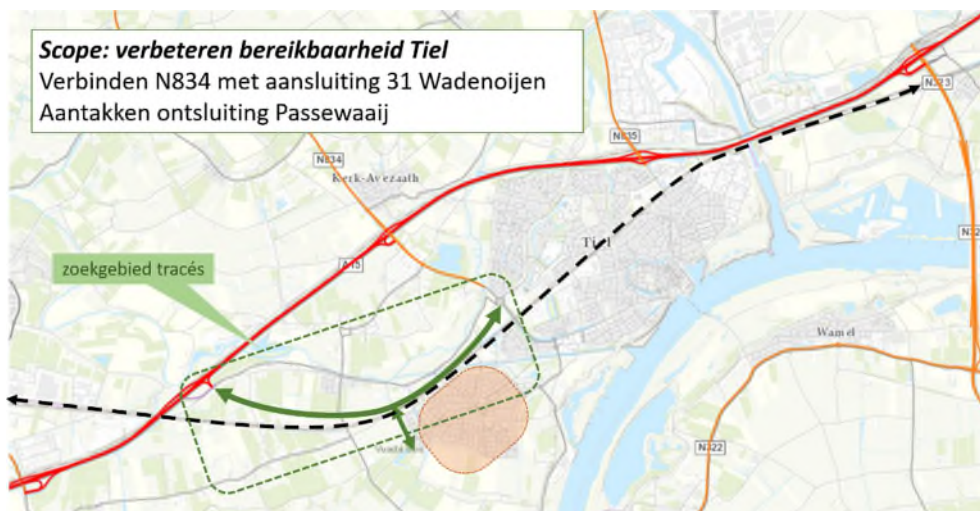 Scope: verbeteren bereikbaarheid Tiel
Verbinden N834 met aansluiting 31 Wadenoijen
Aantakken ontsluiting Passewaaij
N323
N834
N835
Kerk-Avezaath
Tiel
zoekgebied tracés
A15
Wamel
N322